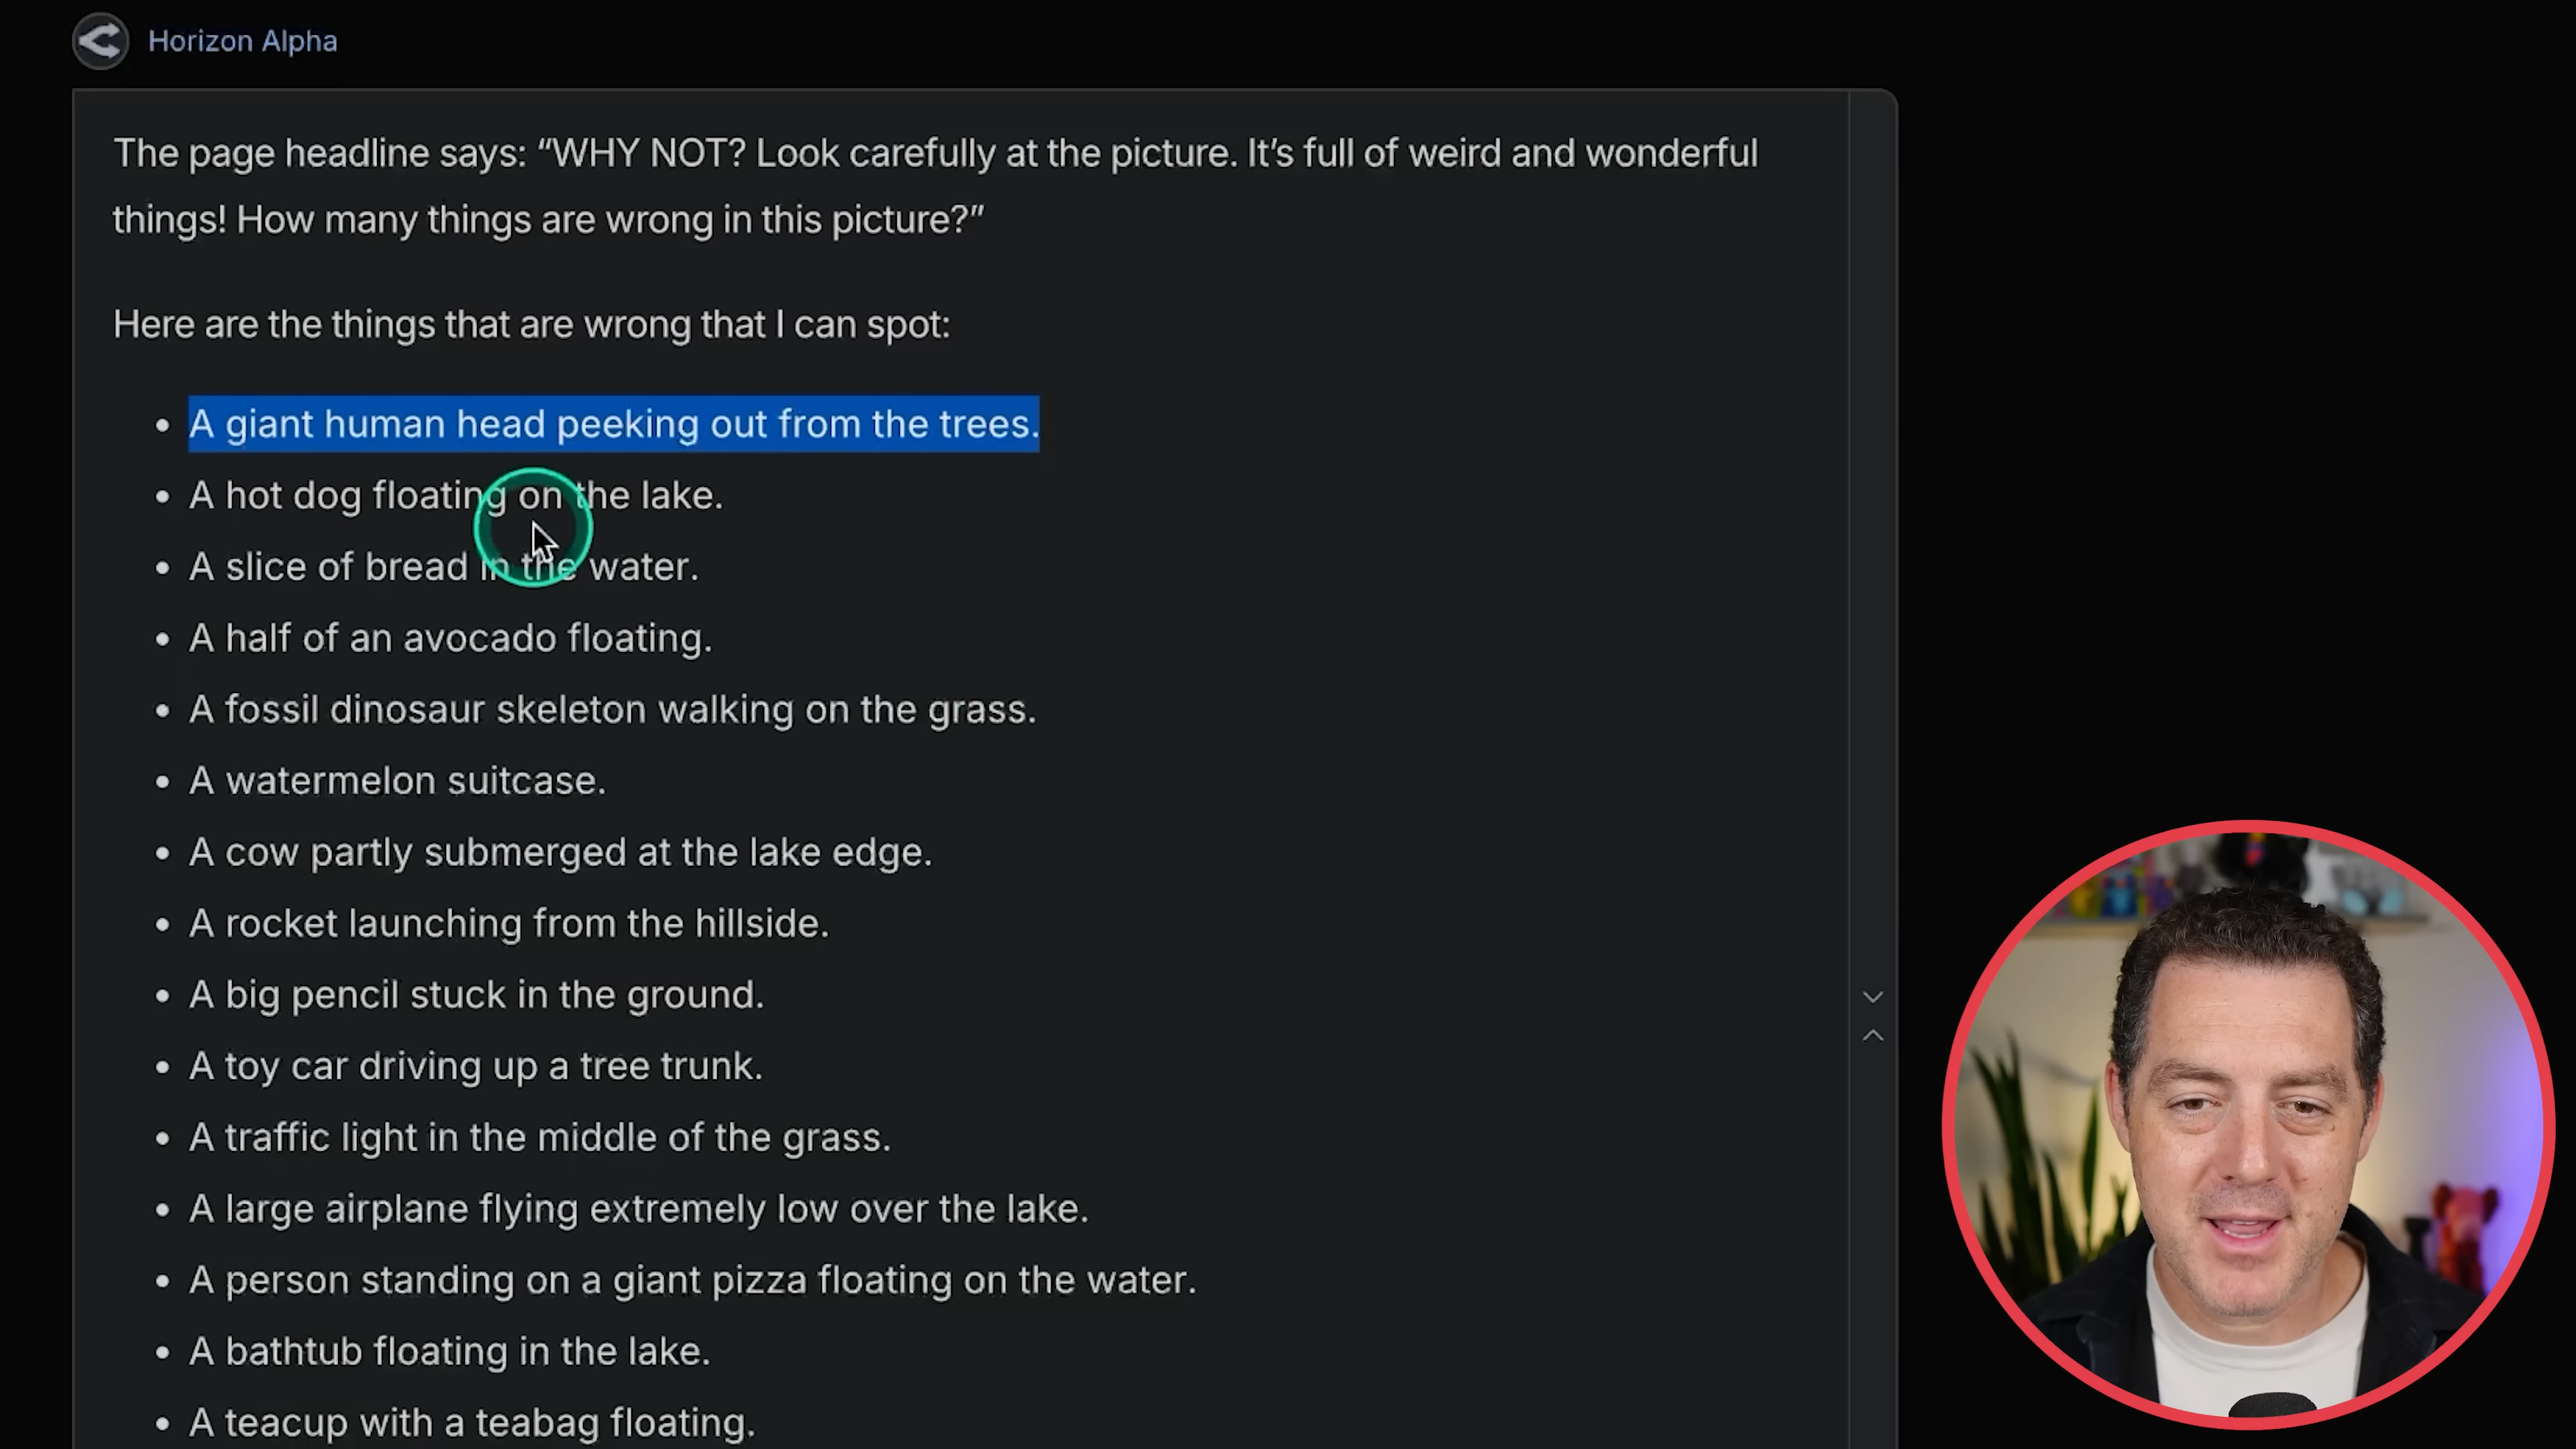 Horizon Alpha
The page headline says: “WHY NOT? Look carefully at the picture. It’s full of weird and wonderful
things! How many things are wrong in this picture?”
Here are the things that are wrong that I can spot:
• A giant human head peeking out from the trees.
• A hot dog floating on the lake.
• A slice of bread in the water.
• A half of an avocado floating.
• A fossil dinosaur skeleton walking on the grass.
• A watermelon suitcase.
• A cow partly submerged at the lake edge.
• A rocket launching from the hillside.
• A big pencil stuck in the ground.
• A toy car driving up a tree trunk.
• A traffic light in the middle of the grass.
• A large airplane flying extremely low over the lake.
• A person standing on a giant pizza floating on the water.
• A bathtub floating in the lake.
• A teacup with a teabag floating.